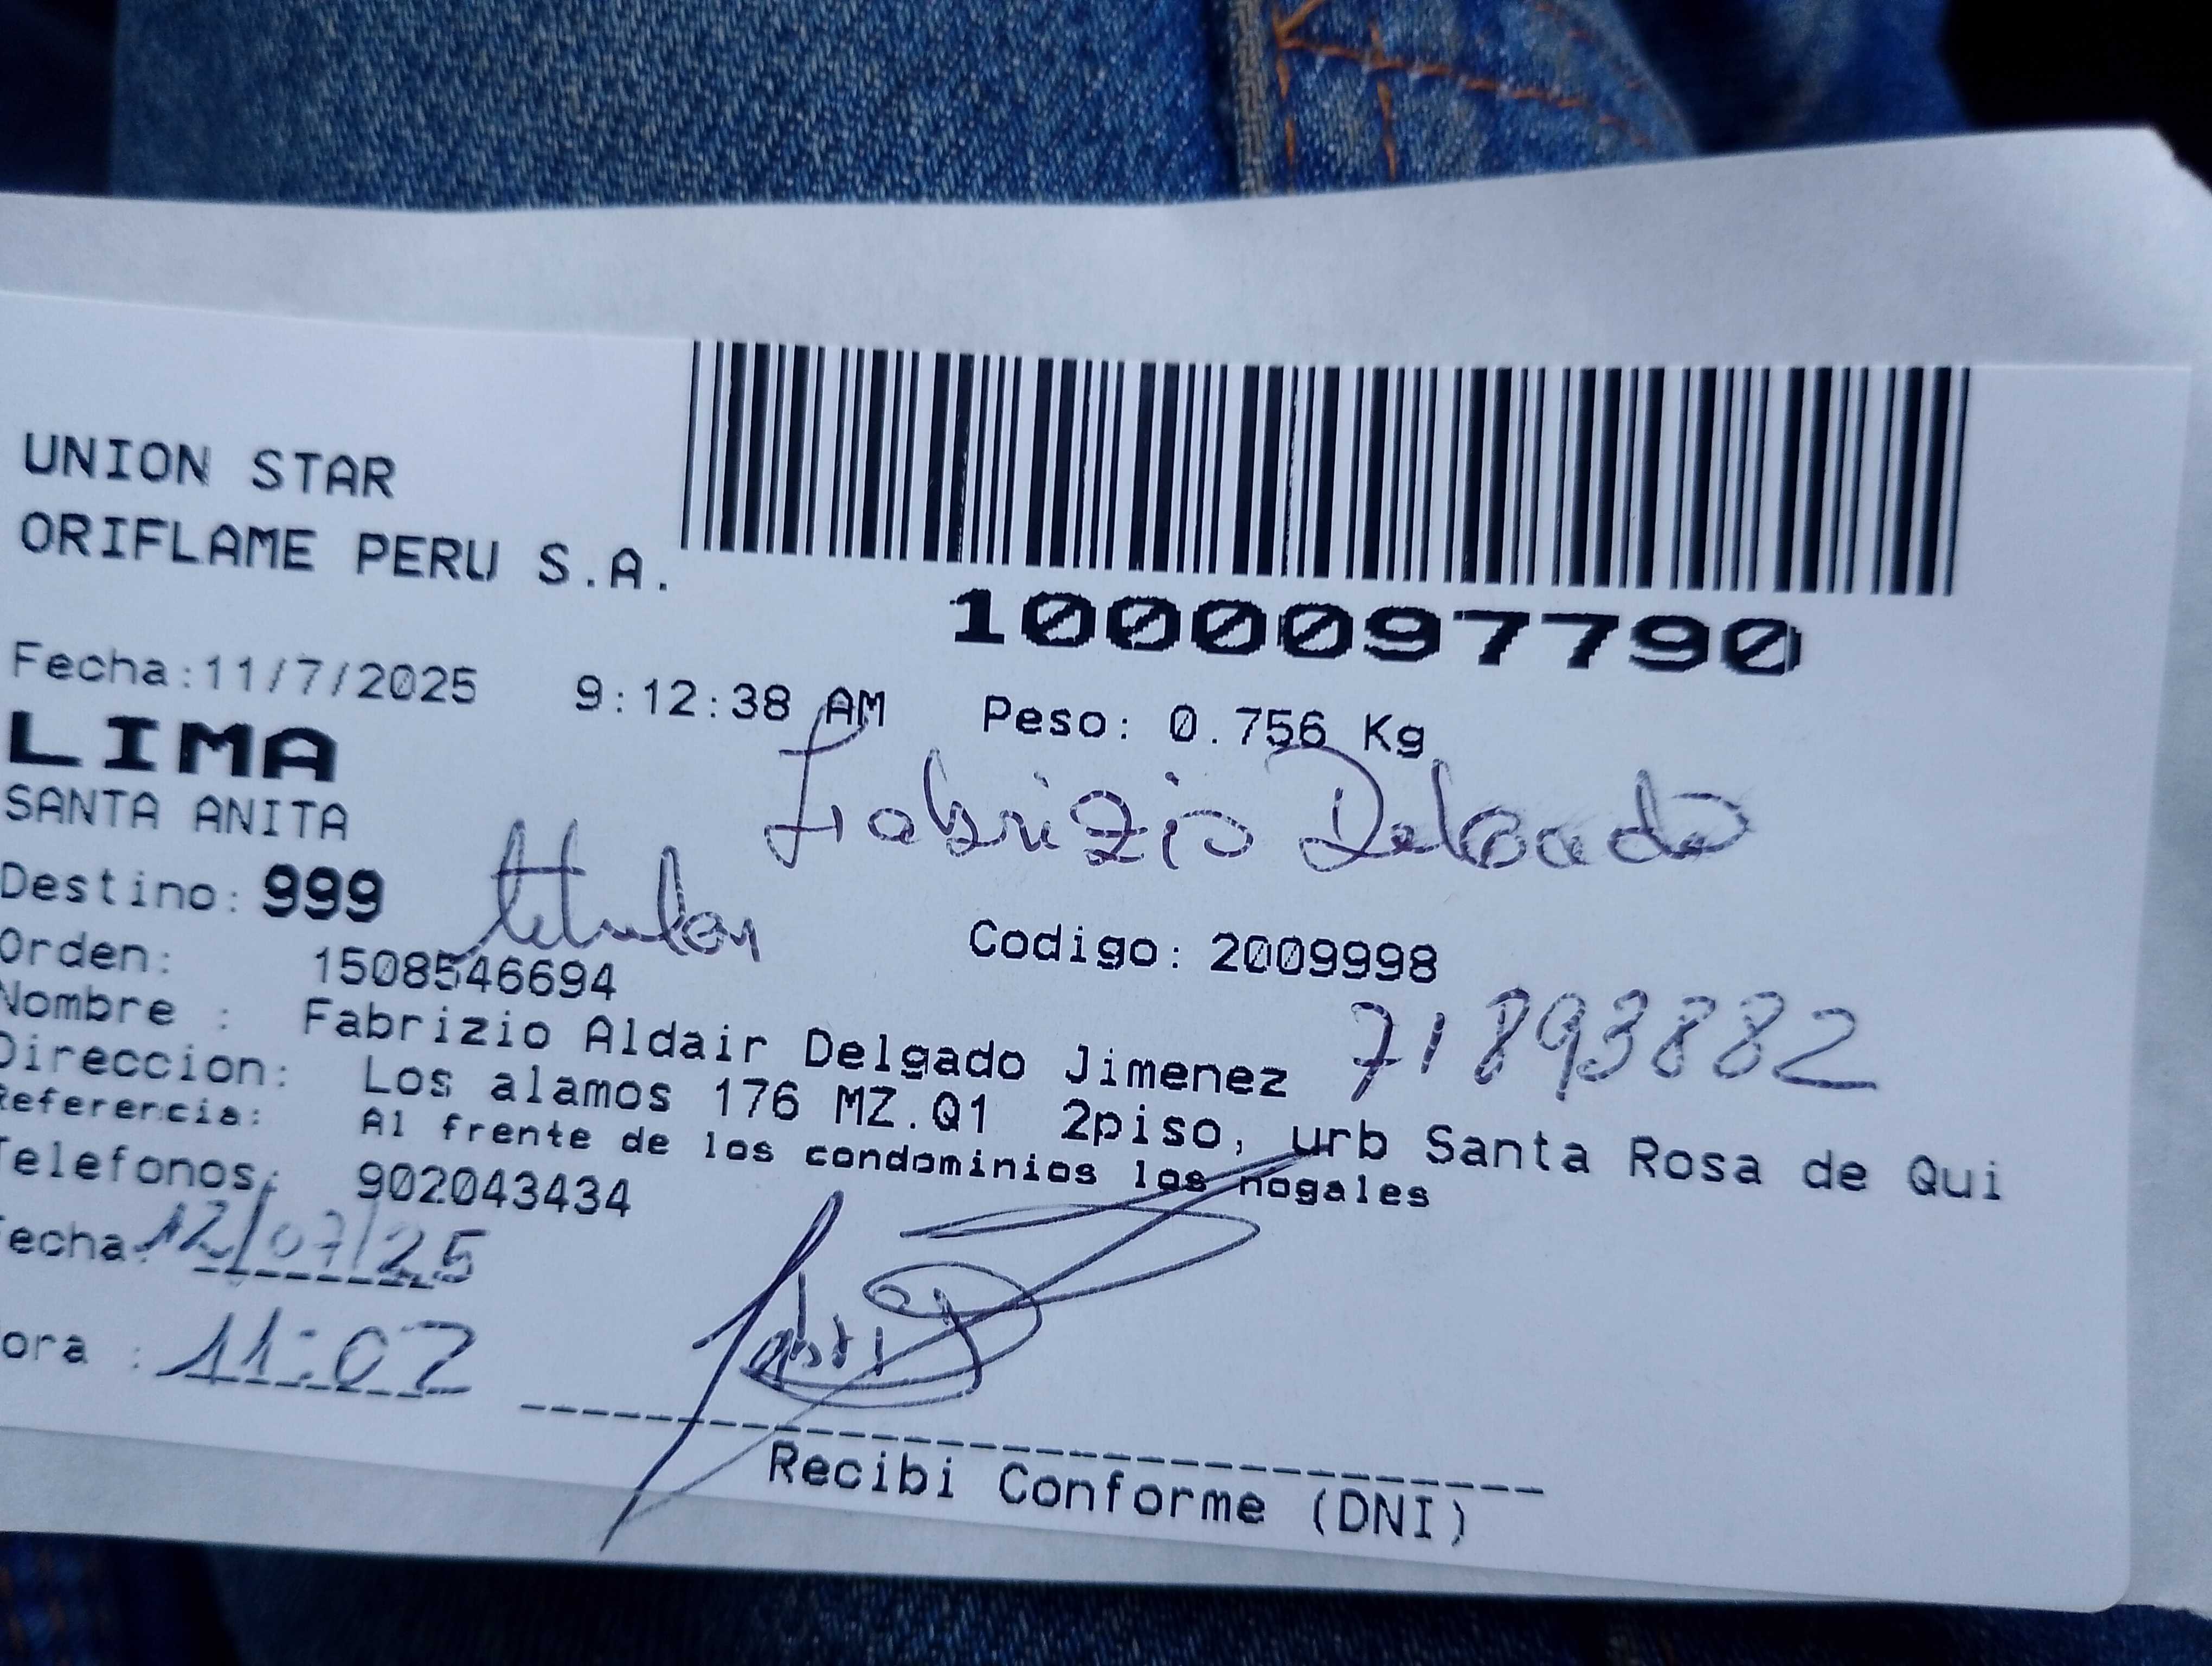 UNION STAR
ORIFLAME PERU S.A.
1000097790
Fecha:11/7/2025 9:12:38 AM Peso: 0.756 Kg
LIMA
SANTA ANITA
Fabrizio Delgado
Destino: 999
titular
Orden: 1508546694 Codigo: 2009998
Nombre : Fabrizio Aldair Delgado Jimenez 71893882
Direccion: Los alamos 176 MZ.Q1 2piso, urb Santa Rosa de Qui
Referencia: Al frente de los condominios los nogales
Telefonos: 902043434
echa: 12/07/25
ora : 11:02
Recibi Conforme (DNI)